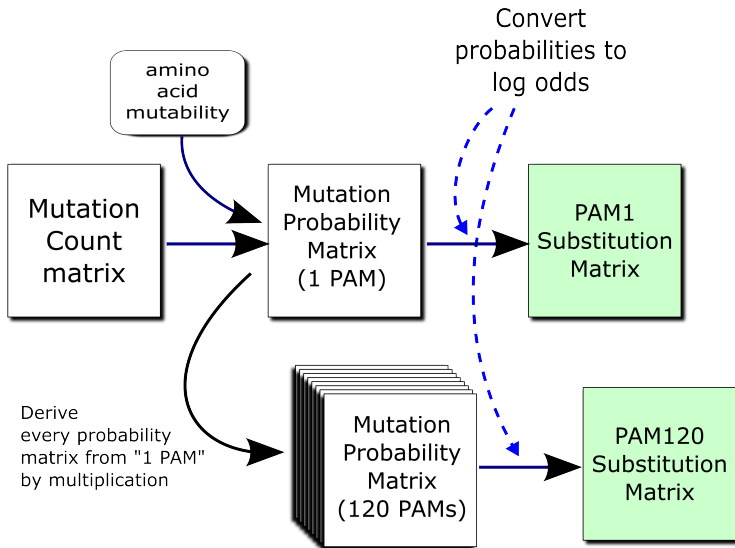 Convert
probabilities to
log odds
amino
acid
mutability
Mutation
Count
matrix
Mutation
Probability
Matrix
(1 PAM)
PAM1
Substitution
Matrix
Derive
every probability
matrix from "1 PAM"
by multiplication
Mutation
Probability
Matrix
(120 PAMs)
PAM120
Substitution
Matrix